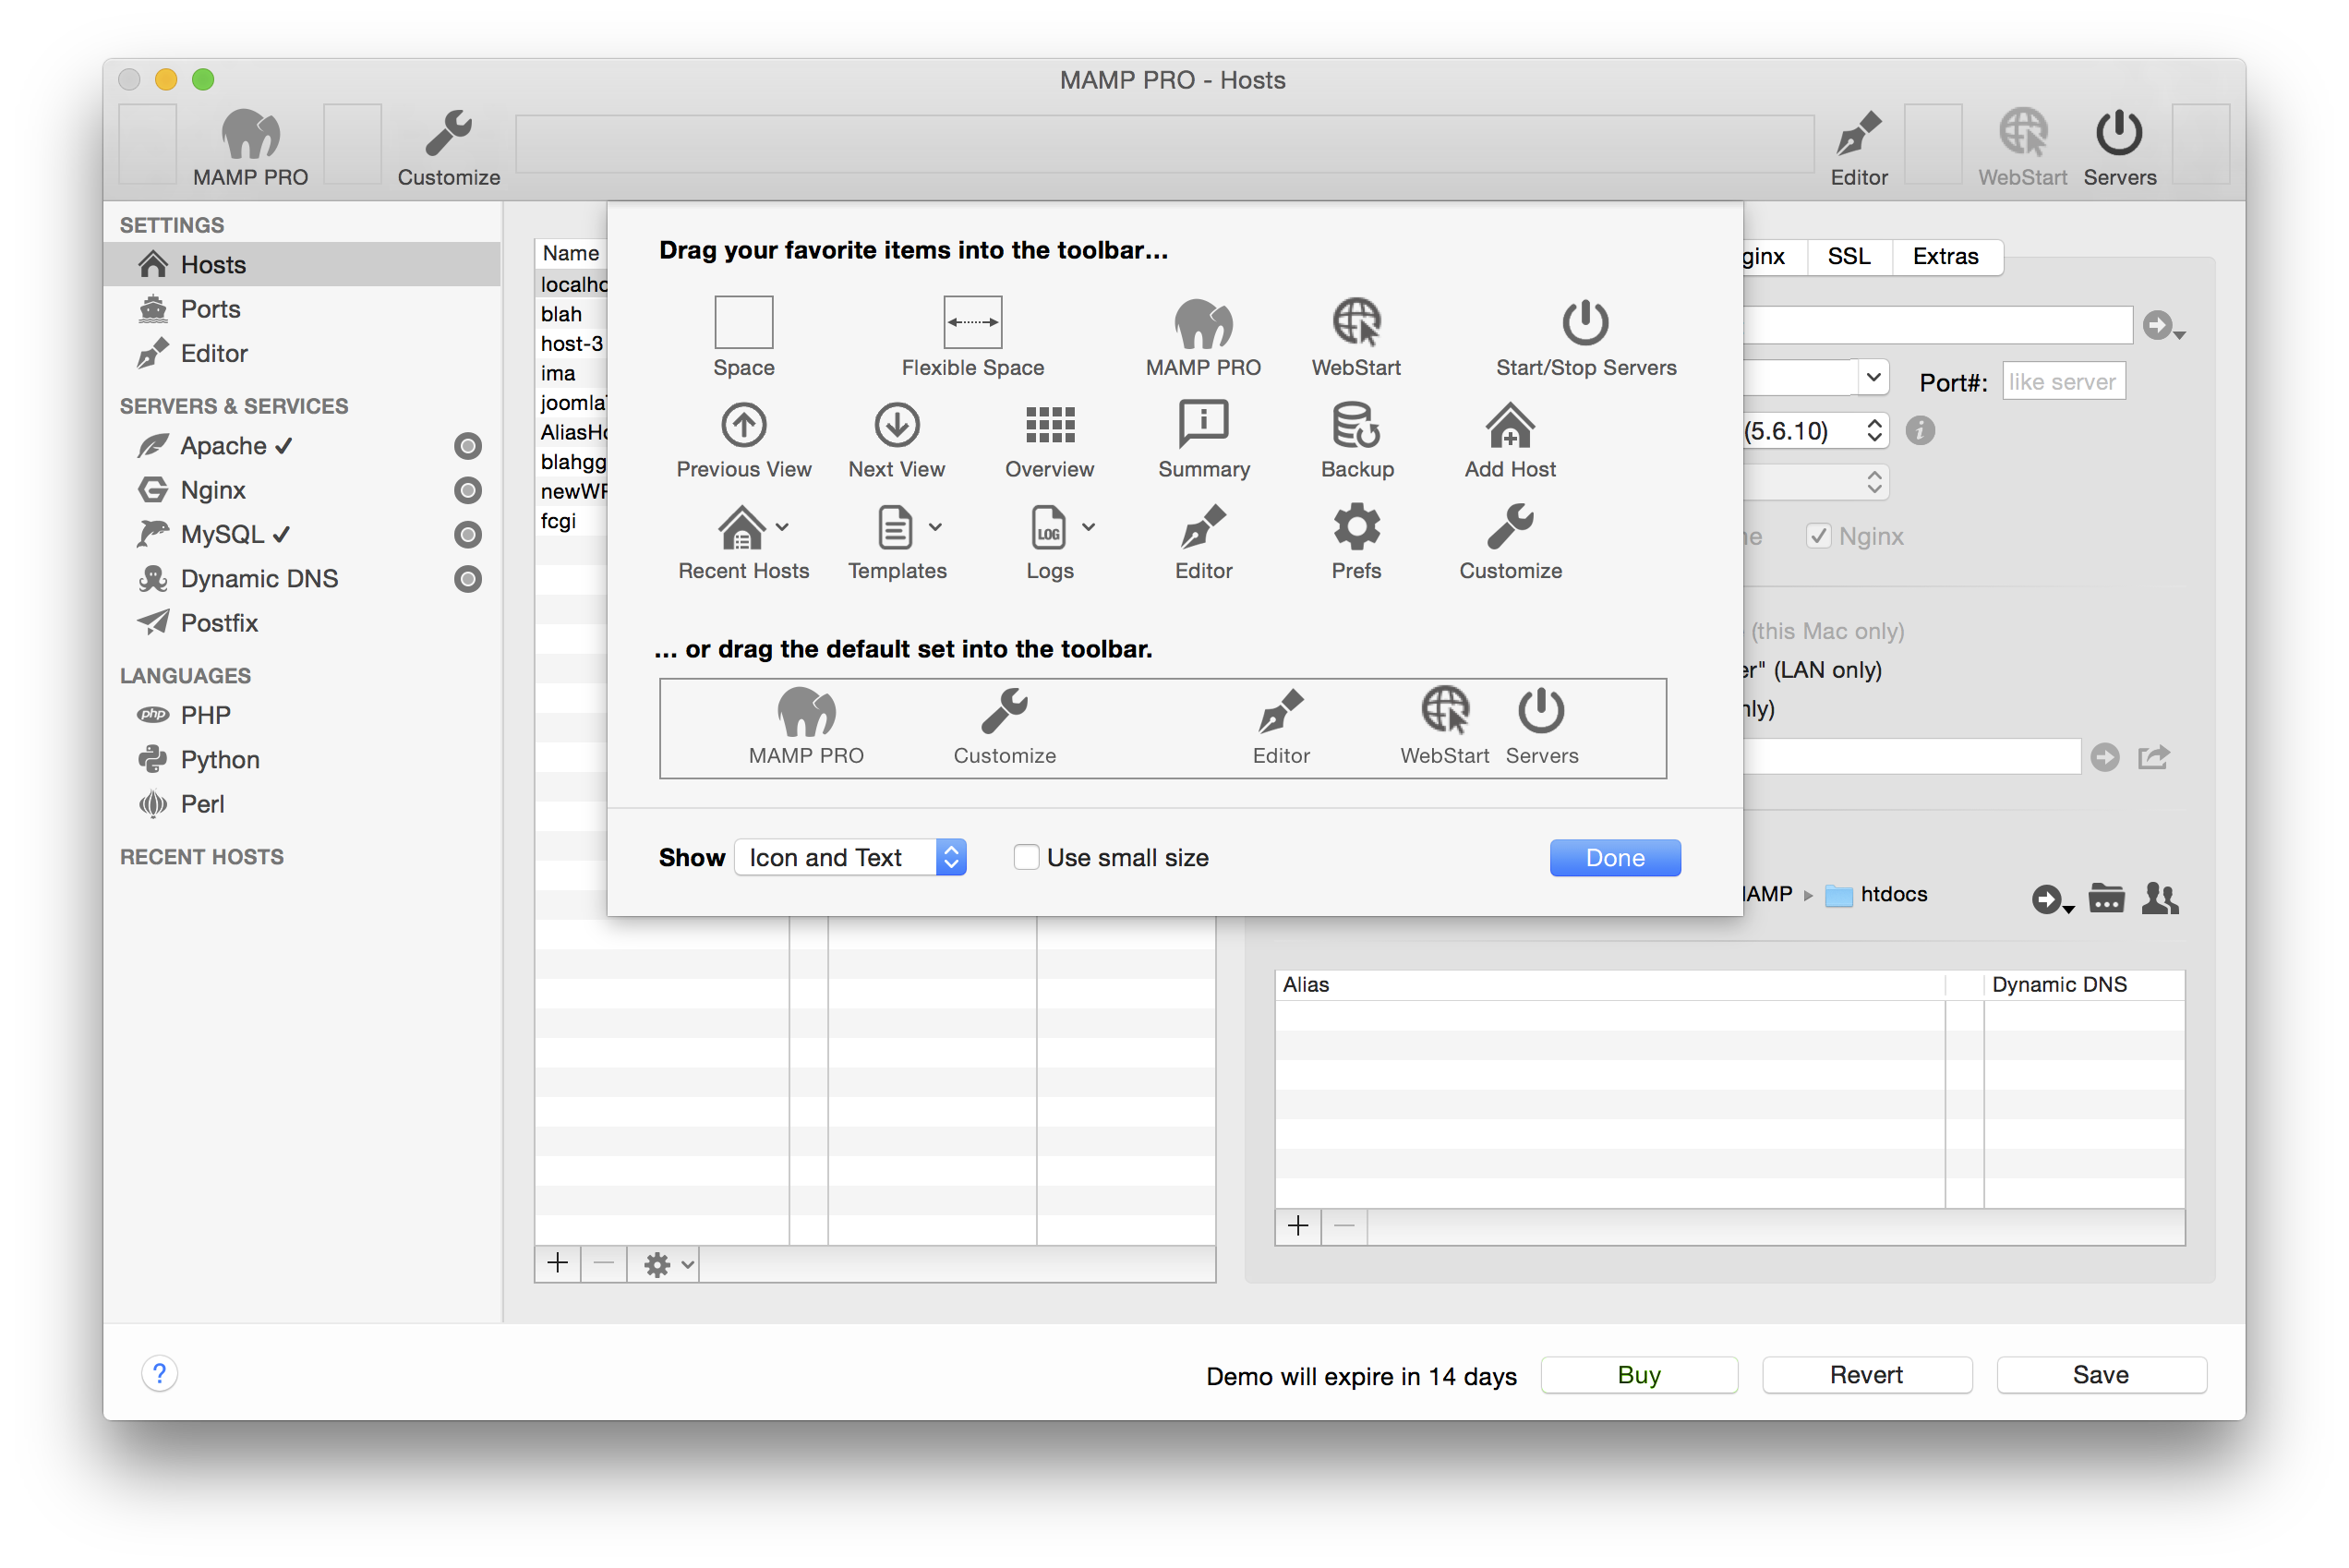 MAMP PRO - Hosts
MAMP PRO
Customize
Editor
WebStart
Servers
SETTINGS
Hosts
Ports
Editor
SERVERS & SERVICES
Apache ✓
Nginx
MySQL ✓
Dynamic DNS
Postfix
LANGUAGES
php PHP
Python
Perl
RECENT HOSTS
Name
localho
blah
host-3
ima
joomla
AliasHo
blahgg
newWP
fcgi
Drag your favorite items into the toolbar...
Space
Flexible Space
MAMP PRO
WebStart
Start/Stop Servers
Previous View
Next View
Overview
Summary
Backup
Add Host
LOG
Recent Hosts
Templates
Logs
Editor
Prefs
Customize
... or drag the default set into the toolbar.
MAMP PRO
Customize
Editor
WebStart
Servers
Show
Icon and Text
Use small size
Done
ginx
SSL
Extras
Port#:
like server
(5.6.10)
ne
Nginx
(this Mac only)
er" (LAN only)
nly)
AMP ▸ htdocs
Alias
Dynamic DNS
?
Demo will expire in 14 days
Buy
Revert
Save